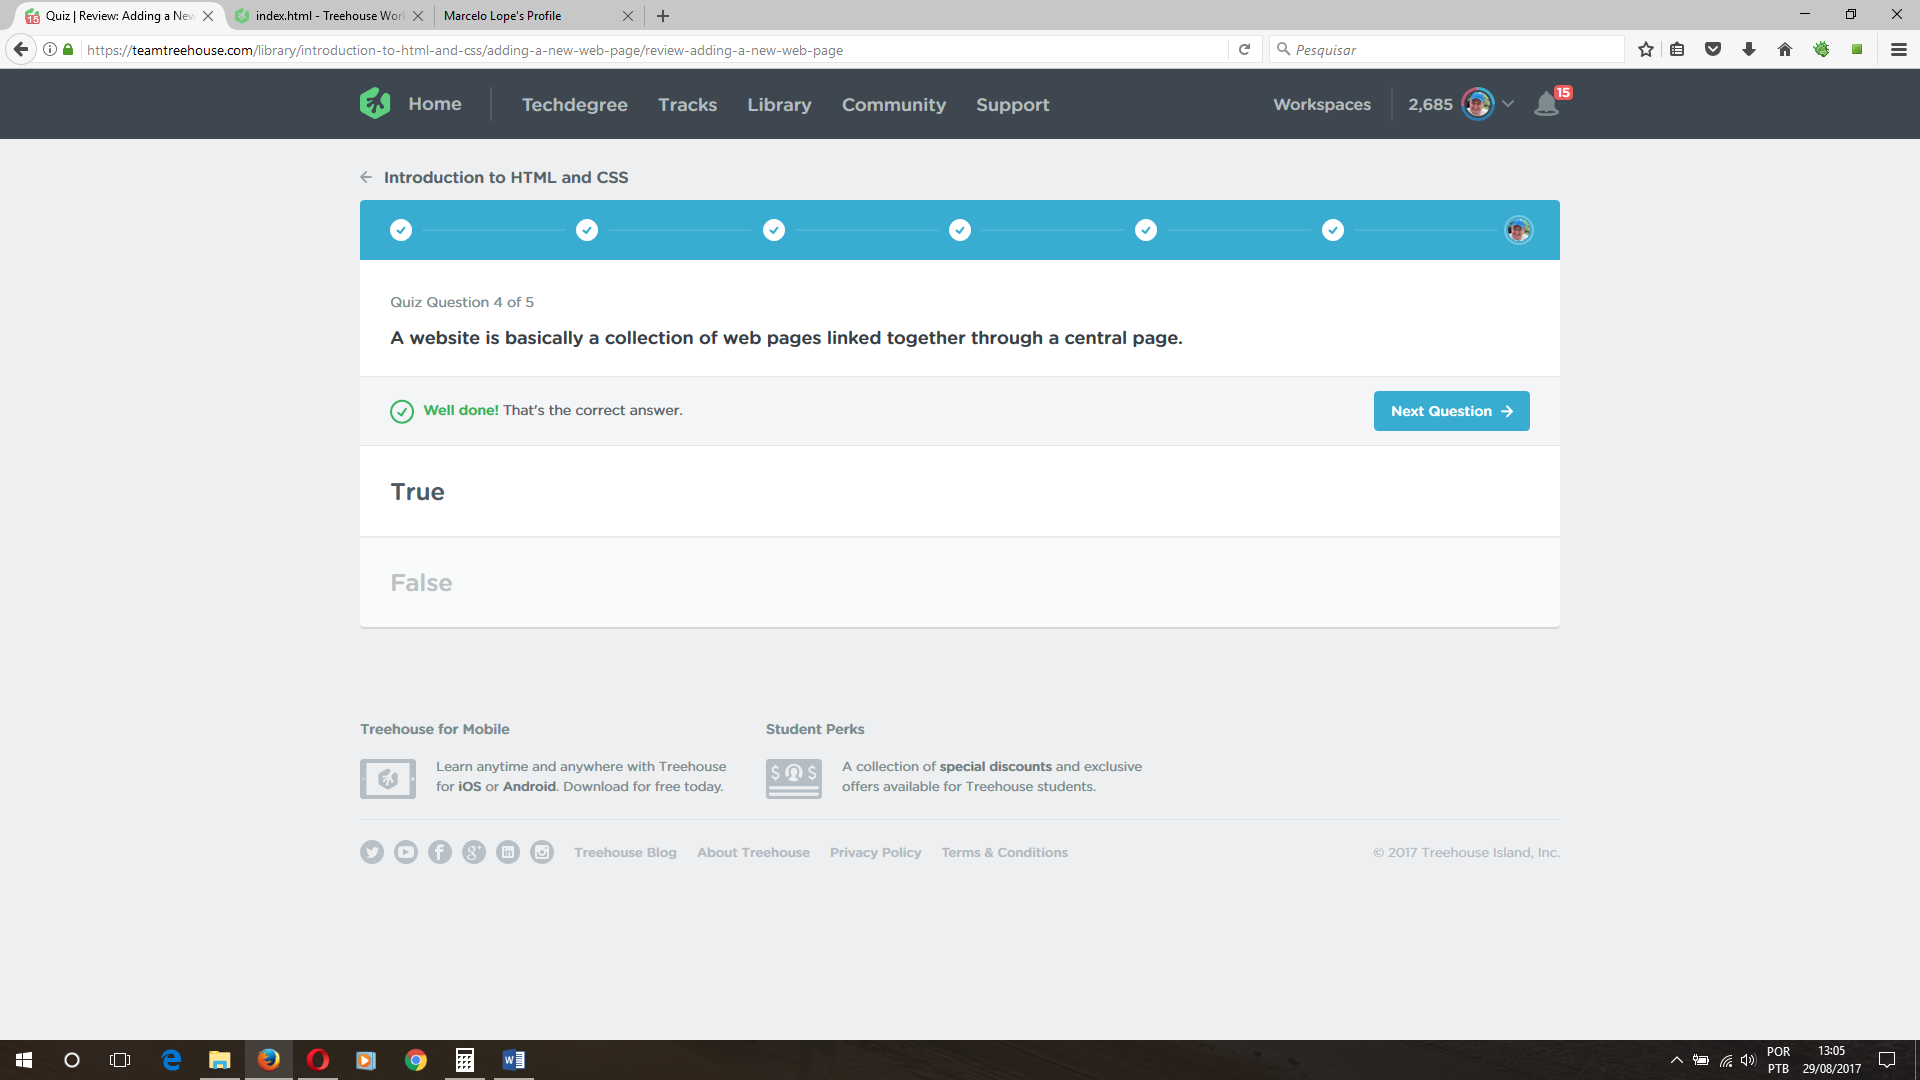 Quiz | Review: Adding a New
index.html - Treehouse Wor
Marcelo Lope's Profile
https://teamtreehouse.com/library/introduction-to-html-and-css/adding-a-new-web-page/review-adding-a-new-web-page
Pesquisar
Home
Techdegree
Tracks
Library
Community
Support
Workspaces
2,685
15
Introduction to HTML and CSS
Quiz Question 4 of 5
A website is basically a collection of web pages linked together through a central page.
Well done! That's the correct answer.
Next Question
True
False
Treehouse for Mobile
Learn anytime and anywhere with Treehouse
for iOS or Android. Download for free today.
Student Perks
A collection of special discounts and exclusive
offers available for Treehouse students.
Treehouse Blog
About Treehouse
Privacy Policy
Terms & Conditions
© 2017 Treehouse Island, Inc.
POR
PTB
13:05
29/08/2017